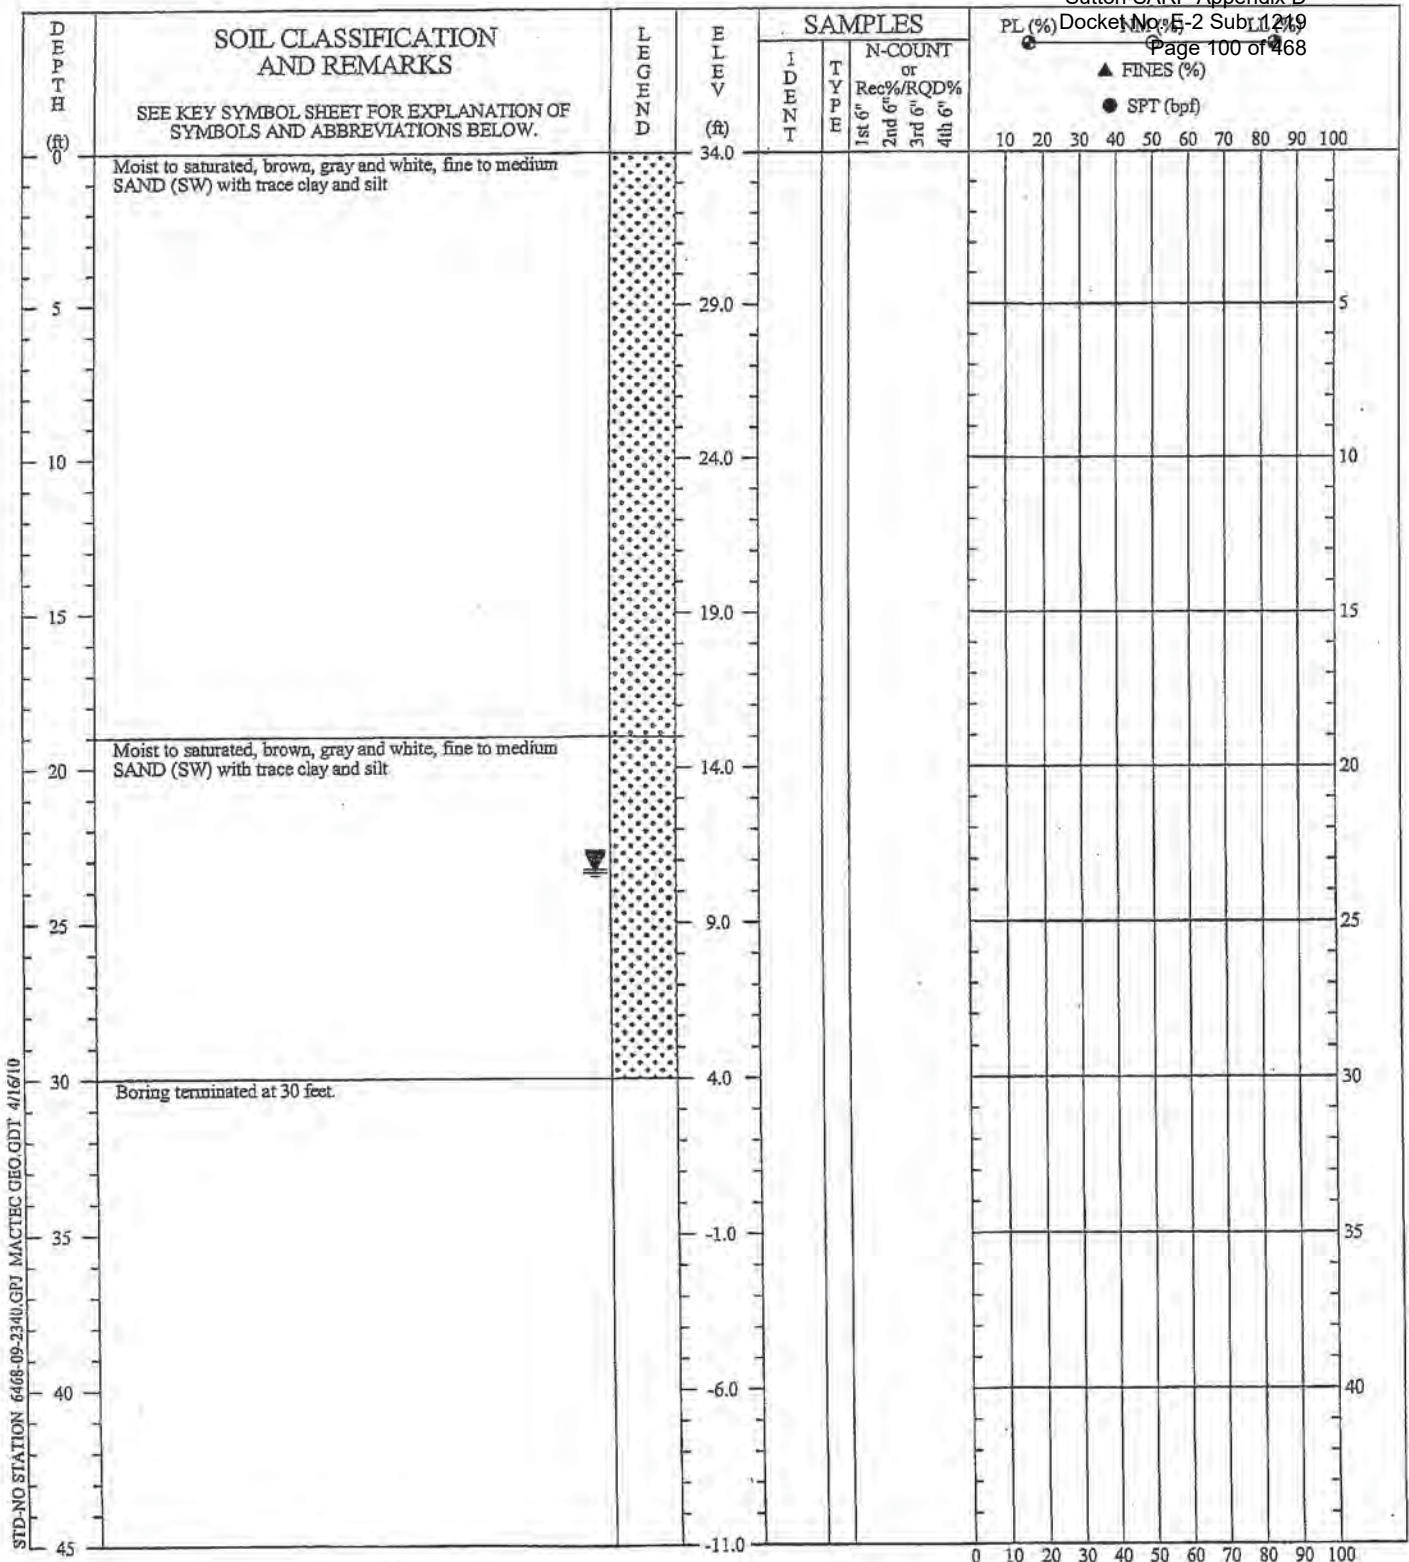 Sutton CARP Appendix D
Docket No. E-2 Sub 1219
Page 100 of 468
DEPTH
(ft)
SOIL CLASSIFICATION
AND REMARKS
SEE KEY SYMBOL SHEET FOR EXPLANATION OF
SYMBOLS AND ABBREVIATIONS BELOW.
LEGEND
ELEV
(ft)
SAMPLES
IDENT
TYPE
N-COUNT
or
Rec%/RQD%
1st 6"
2nd 6"
3rd 6"
4th 6"
PL (%) NM (%) LL (%)
▲ FINES (%)
● SPT (bpf)
10 20 30 40 50 60 70 80 90 100
0 34.0
Moist to saturated, brown, gray and white, fine to medium
SAND (SW) with trace clay and silt
5 29.0 5
10 24.0 10
15 19.0 15
Moist to saturated, brown, gray and white, fine to medium
SAND (SW) with trace clay and silt
20 14.0 20
25 9.0 25
30 4.0 30
Boring terminated at 30 feet.
35 -1.0 35
40 -6.0 40
45 -11.0
0 10 20 30 40 50 60 70 80 90 100
STD-NO STATION 6468-09-2340.GPJ MACTEC GEO.GDT 4/16/10